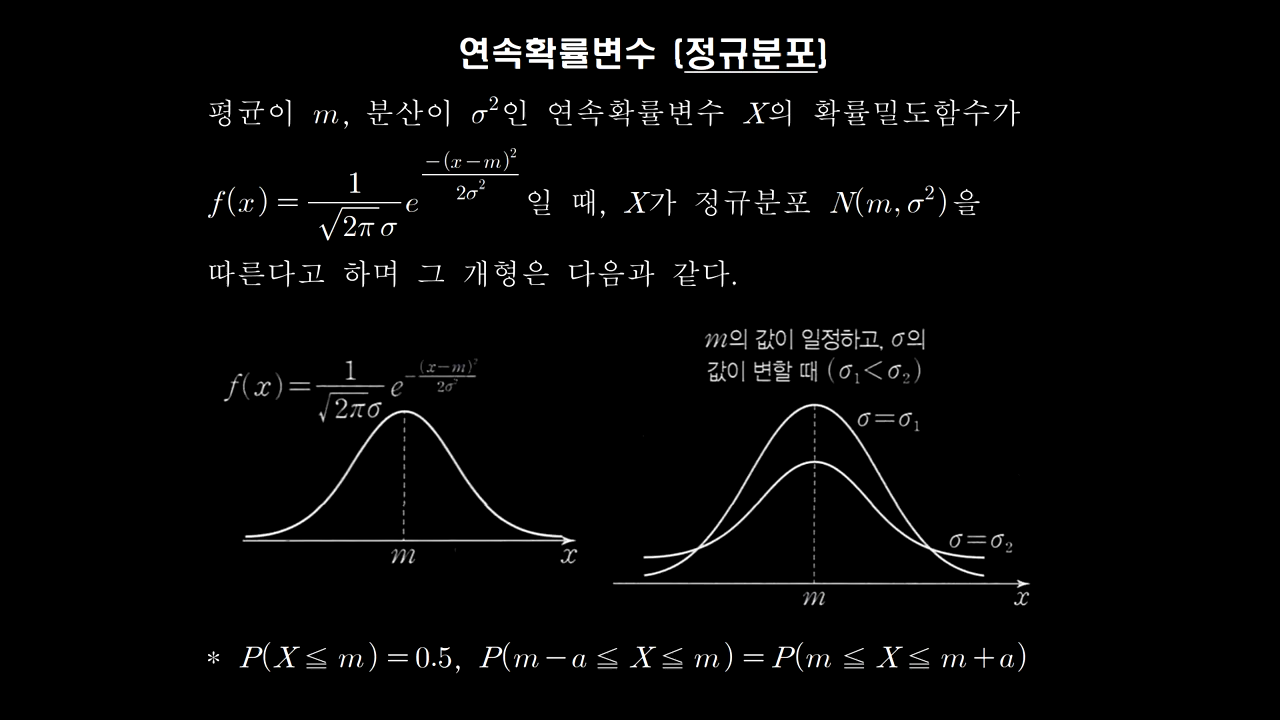 연속확률변수 (정규분포)
평균이 m, 분산이 σ²인 연속확률변수 X의 확률밀도함수가
f(x)=1/(√(2π)σ) e^(-(x-m)²/(2σ²)) 일 때, X가 정규분포 N(m, σ²)을
따른다고 하며 그 개형은 다음과 같다.
f(x)=1/(√(2π)σ) e^(-(x-m)²/(2σ²))
m
x
m의 값이 일정하고, σ의
값이 변할 때 (σ₁<σ₂)
σ=σ₁
σ=σ₂
m
x
* P(X≦m)=0.5, P(m-a≦X≦m)=P(m≦X≦m+a)